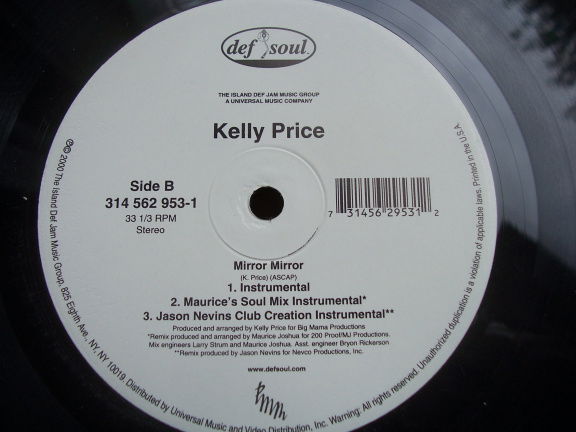 def soul.
THE ISLAND DEF JAM MUSIC GROUP
A UNIVERSAL MUSIC COMPANY
Kelly Price
Side B
314 562 953-1
33 1/3 RPM
Stereo
7 31456 29531 2
Mirror Mirror
(K. Price) (ASCAP)
1. Instrumental
2. Maurice's Soul Mix Instrumental*
3. Jason Nevins Club Creation Instrumental**
Produced and arranged by Kelly Price for Big Mama Productions
*Remix produced and arranged by Maurice Joshua for 200 Proof/MJ Productions.
Mix engineers Larry Strum and Maurice Joshua. Asst. engineer Bryon Rickerson
**Remix produced by Jason Nevins for Nevco Productions, Inc.
www.defsoul.com
℗© 2000 The Island Def Jam Music Group, 825 Eighth Ave., NY, NY 10019. Distributed by Universal Music and Video Distribution, Inc. Warning: All rights reserved. Unauthorized duplication is a violation of applicable laws. Printed in the U.S.A.